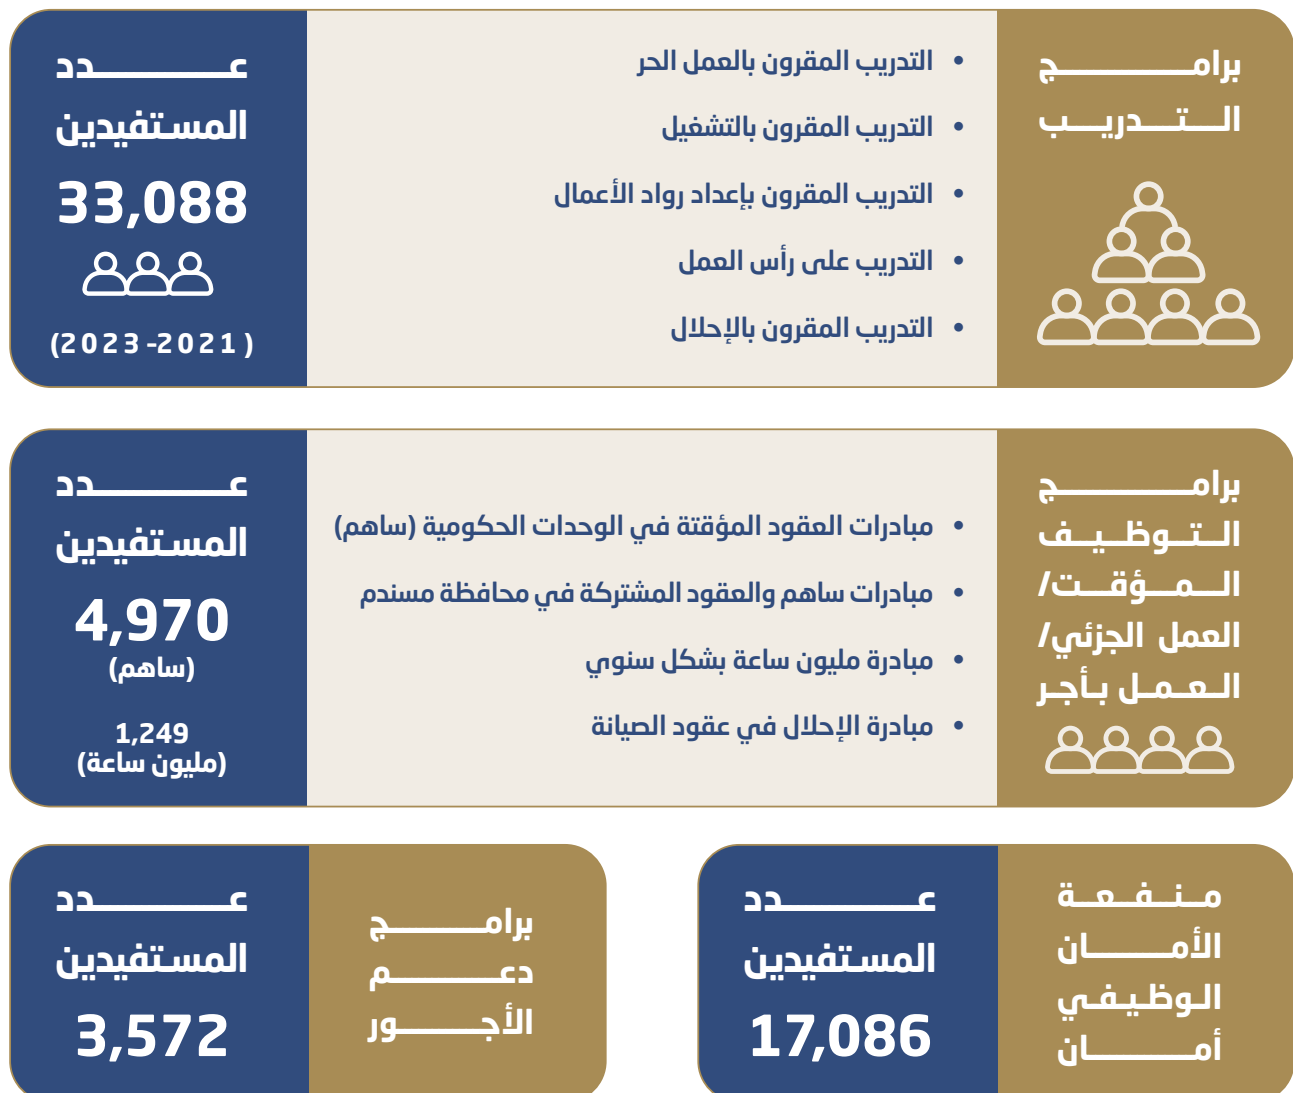 برامج
التدريب
التدريب المقرون بالعمل الحر
التدريب المقرون بالتشغيل
التدريب المقرون بإعداد رواد الأعمال
التدريب على رأس العمل
التدريب المقرون بالإحلال
عدد
المستفيدين
33,088
(2021-2023)
برامج
التوظيف
المؤقت/
العمل الجزئي/
العمل بأجر
مبادرات العقود المؤقتة في الوحدات الحكومية (ساهم)
مبادرات ساهم والعقود المشتركة في محافظة مسندم
مبادرة مليون ساعة بشكل سنوي
مبادرة الإحلال في عقود الصيانة
عدد
المستفيدين
4,970
(ساهم)
1,249
(مليون ساعة)
منفعة
الأمان
الوظيفي
أمان
عدد
المستفيدين
17,086
برامج
دعم
الأجور
عدد
المستفيدين
3,572